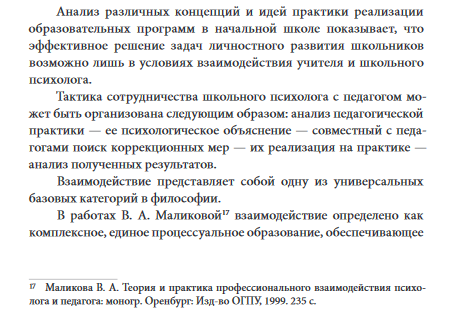 Анализ различных концепций и идей практики реализации
образовательных программ в начальной школе показывает, что
эффективное решение задач личностного развития школьников
возможно лишь в условиях взаимодействия учителя и школьного
психолога.
Тактика сотрудничества школьного психолога с педагогом мо-
жет быть организована следующим образом: анализ педагогической
практики — ее психологическое объяснение — совместный с педа-
гогами поиск коррекционных мер — их реализация на практике —
анализ полученных результатов.
Взаимодействие представляет собой одну из универсальных
базовых категорий в философии.
В работах В. А. Маликовой¹⁷ взаимодействие определено как
комплексное, единое процессуальное образование, обеспечивающее
¹⁷ Маликова В. А. Теория и практика профессионального взаимодействия психо-
лога и педагога: моногр. Оренбург: Изд-во ОГПУ, 1999. 235 с.